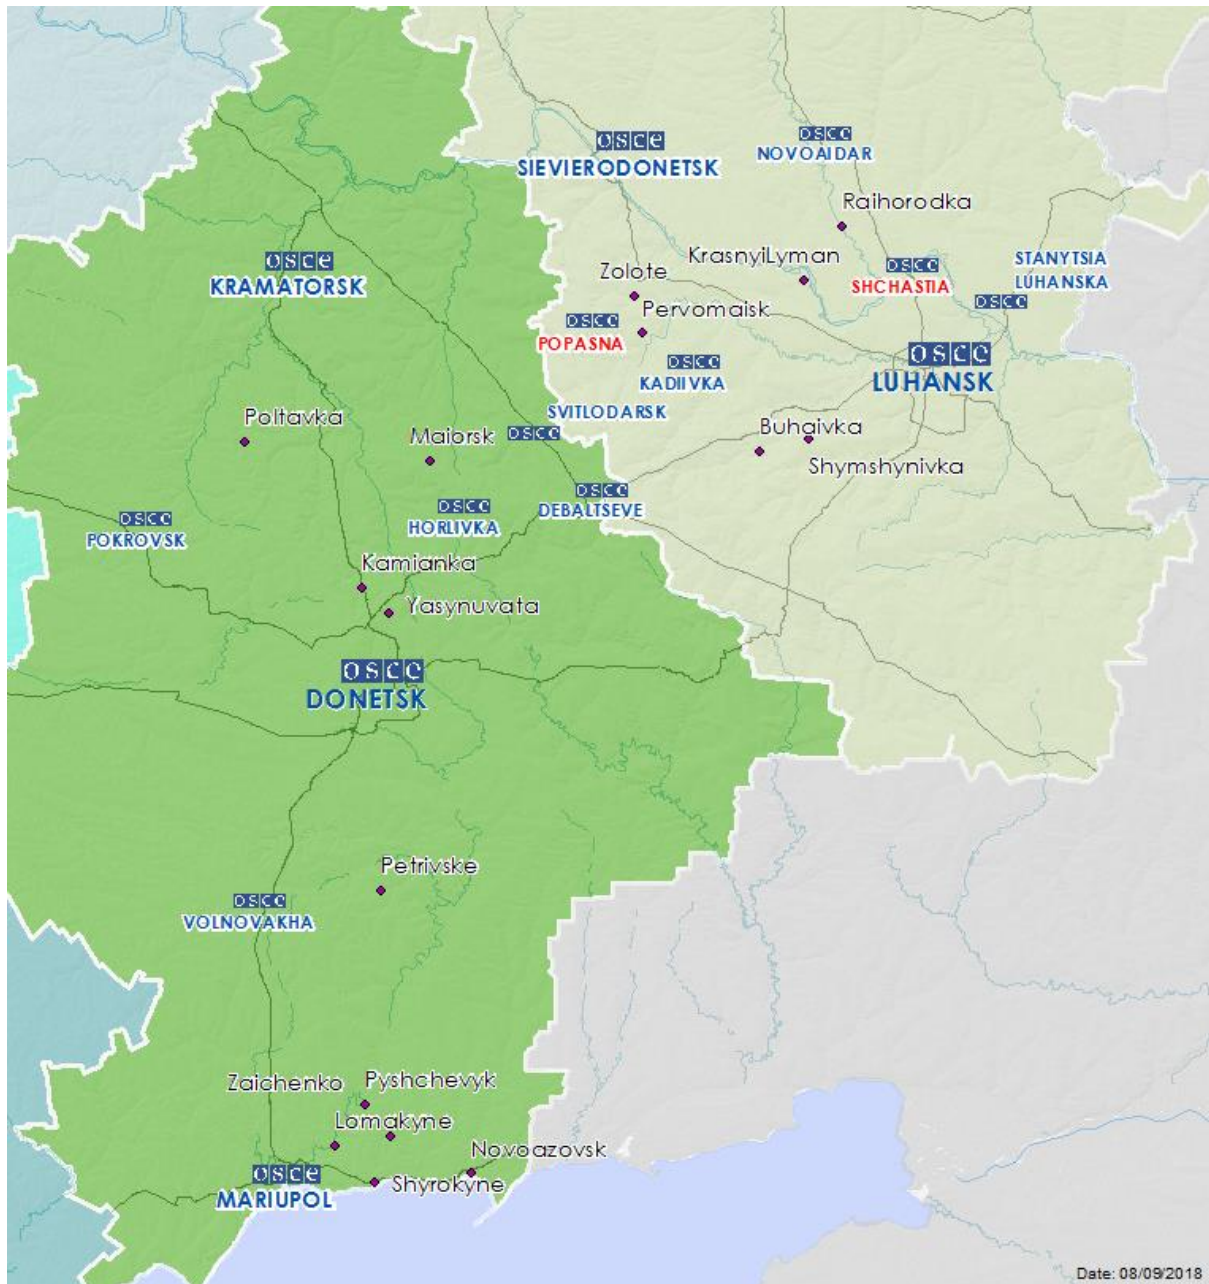 OSCE
SIEVIERODONETSK
OSCE
NOVOAIDAR
Raihorodka
OSCE
KRAMATORSK
KrasnyiLyman
OSCE
SHCHASTIA
STANYTSIA
LUHANSKA
OSCE
Zolote
Pervomaisk
OSCE
POPASNA
OSCE
KADIIVKA
OSCE
LUHANSK
SVITLODARSK
OSCE
Poltavka
Maiorsk
Buhaivka
Shymshynivka
OSCE
DEBALTSEVE
OSCE
HORLIVKA
OSCE
POKROVSK
Kamianka
Yasynuvata
OSCE
DONETSK
Petrivske
OSCE
VOLNOVAKHA
Zaichenko
Pyshchevyk
Lomakyne
Novoazovsk
OSCE
MARIUPOL
Shyrokyne
Date: 08/09/2018